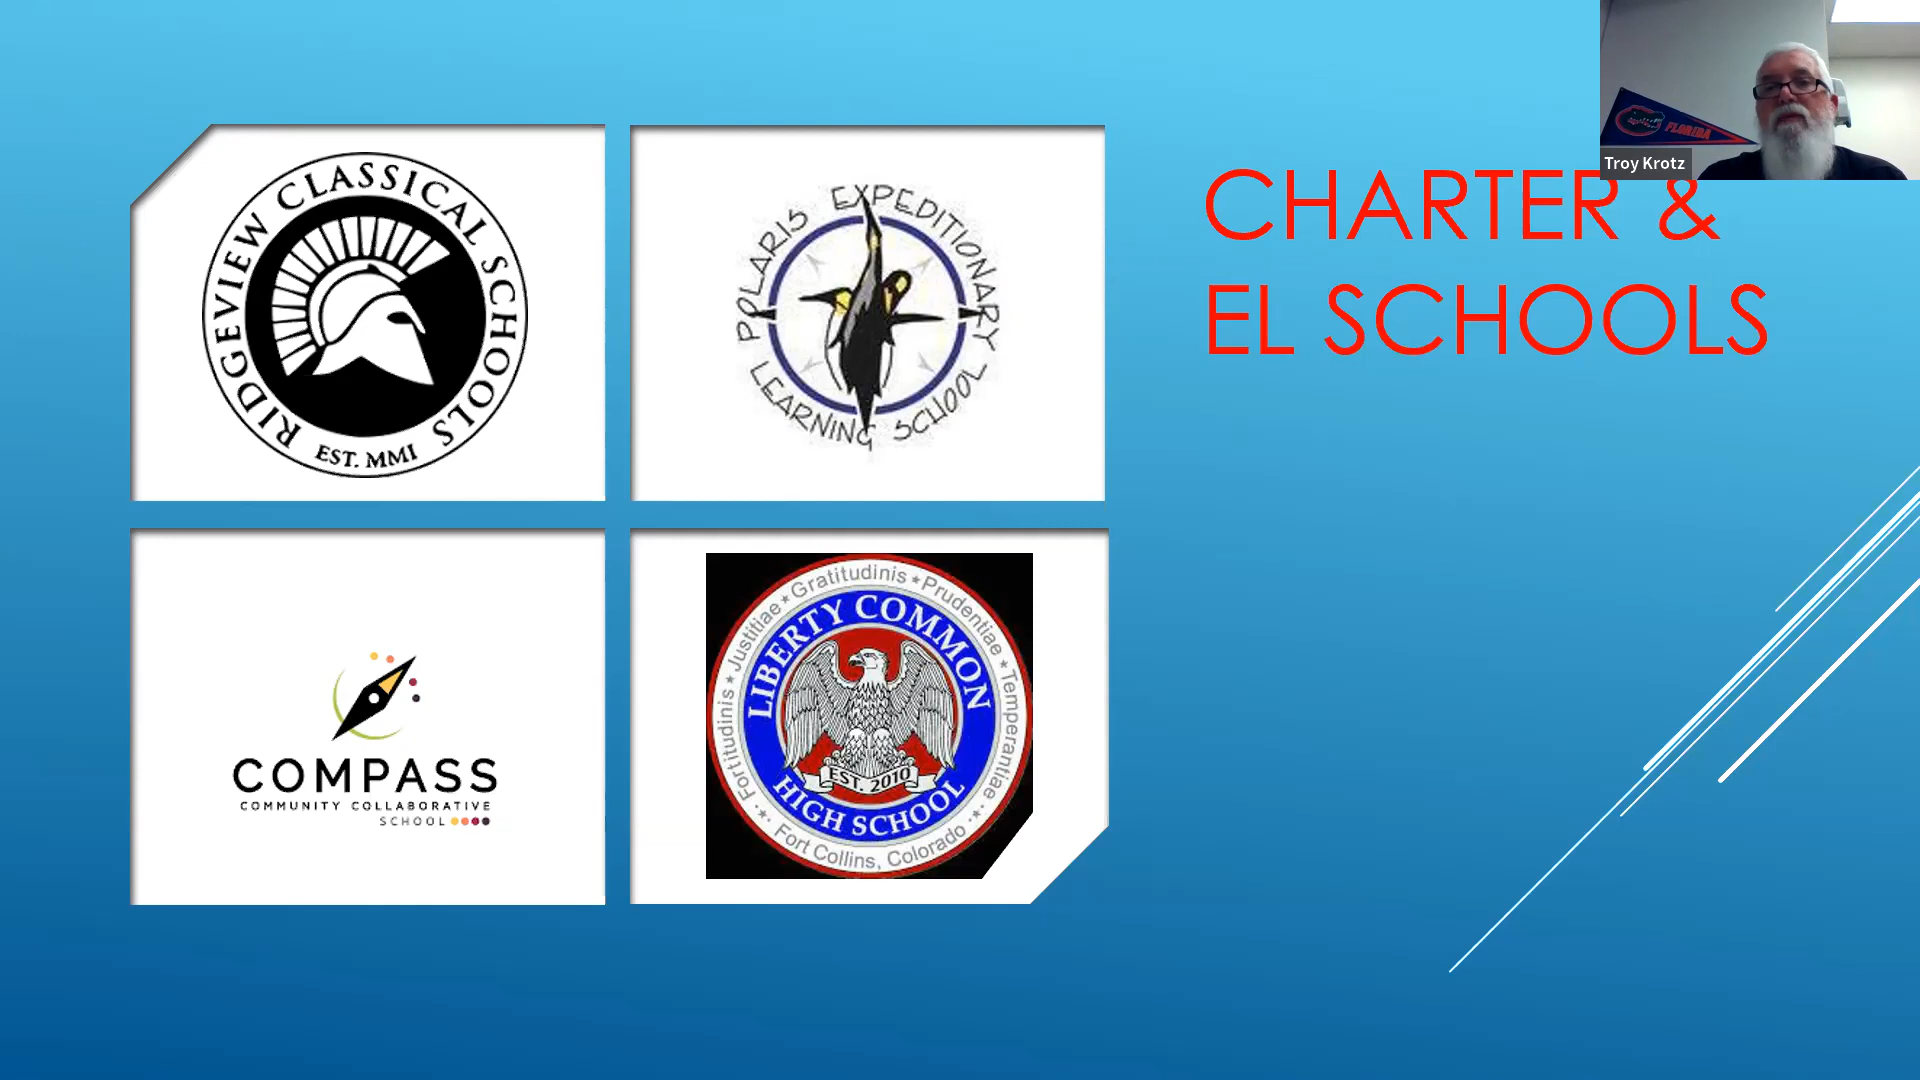 RIDGEVIEW CLASSICAL SCHOOLS
EST. MMI
POLARIS EXPEDITIONARY
LEARNING SCHOOL
CHARTER &
EL SCHOOLS
FLORIDA
Troy Krotz
COMPASS
COMMUNITY COLLABORATIVE
SCHOOL
Fortitudinis ★ Justitiae ★ Gratitudinis ★ Prudentiae ★ Temperantiae
LIBERTY COMMON
EST. 2010
HIGH SCHOOL
Fort Collins, Colorado